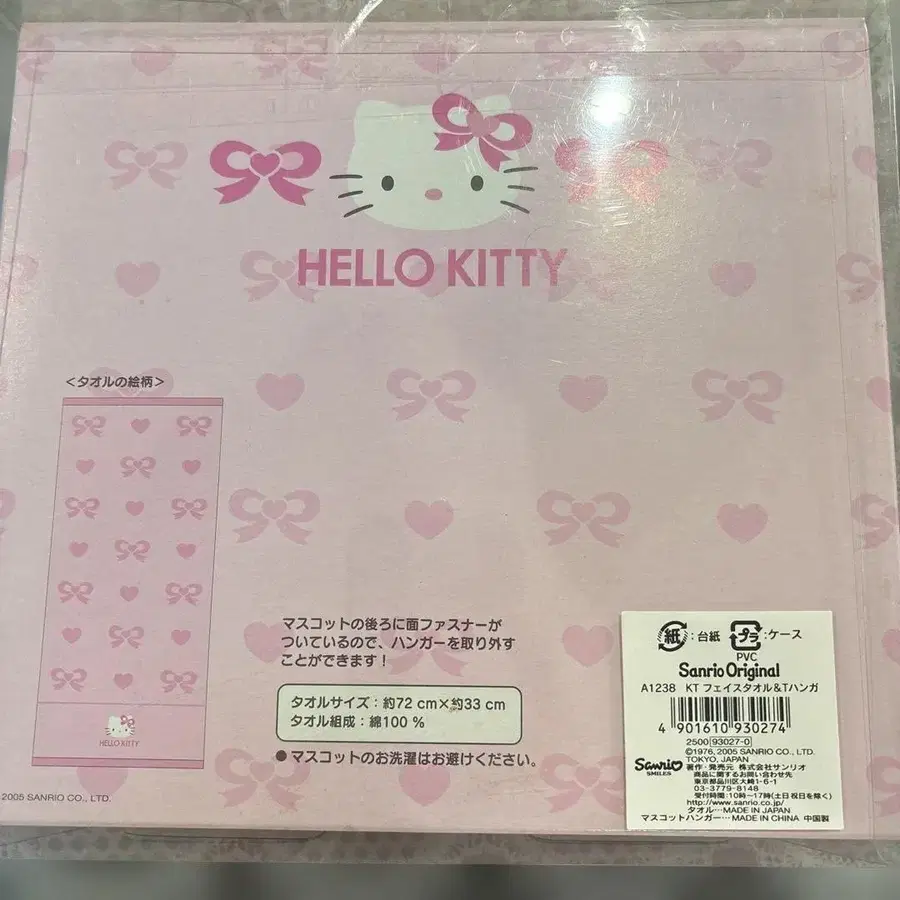 HELLO KITTY
＜タオルの絵柄＞
HELLO KITTY
マスコットの後ろに面ファスナーが
ついているので、ハンガーを取り外す
ことができます！
タオルサイズ：約72 cm×約33 cm
タオル組成：綿100 %
●マスコットのお洗濯はお避けください。
2005 SANRIO CO., LTD.
紙：台紙 プラ：ケース
PVC
Sanrio Original
A1238 KT フェイスタオル&Tハンガ
4 901610 930274
2500 93027-0
©1976, 2005 SANRIO CO., LTD.
TOKYO, JAPAN
Sanrio SMILES
著作・発売元 株式会社サンリオ
商品に関するお問い合わせ先
東京都品川区大崎1-6-1
03-3779-8148
受付時間：10時〜17時(土日祝日を除く)
http://www.sanrio.co.jp/
タオル…MADE IN JAPAN
マスコットハンガー…MADE IN CHINA 中国製